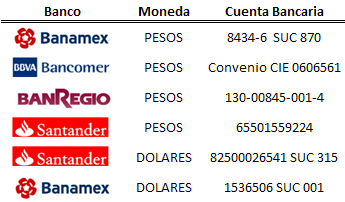 Banco Moneda Cuenta Bancaria
Banamex PESOS 8434-6 SUC 870
BBVA Bancomer PESOS Convenio CIE 0606561
BANREGIO PESOS 130-00845-001-4
Santander PESOS 65501559224
Santander DOLARES 82500026541 SUC 315
Banamex DOLARES 1536506 SUC 001